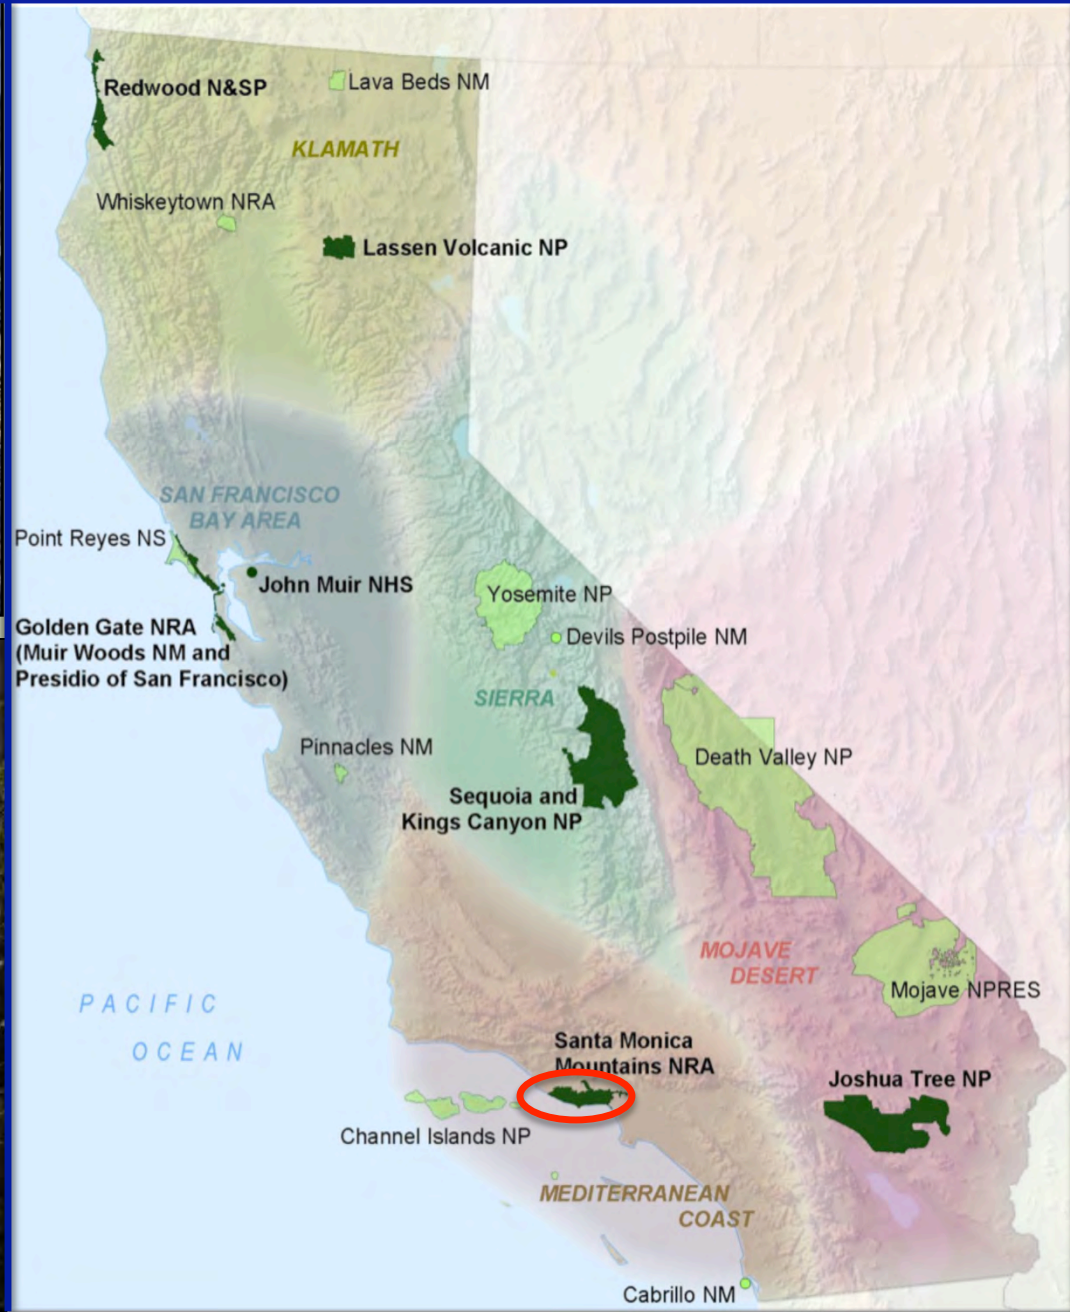 Redwood N&SP
Lava Beds NM
KLAMATH
Whiskeytown NRA
Lassen Volcanic NP
SAN FRANCISCO
BAY AREA
Point Reyes NS
John Muir NHS
Yosemite NP
Golden Gate NRA
(Muir Woods NM and
Presidio of San Francisco)
Devils Postpile NM
SIERRA
Pinnacles NM
Death Valley NP
Sequoia and
Kings Canyon NP
MOJAVE
DESERT
Mojave NPRES
PACIFIC
OCEAN
Santa Monica
Mountains NRA
Joshua Tree NP
Channel Islands NP
MEDITERRANEAN
COAST
Cabrillo NM